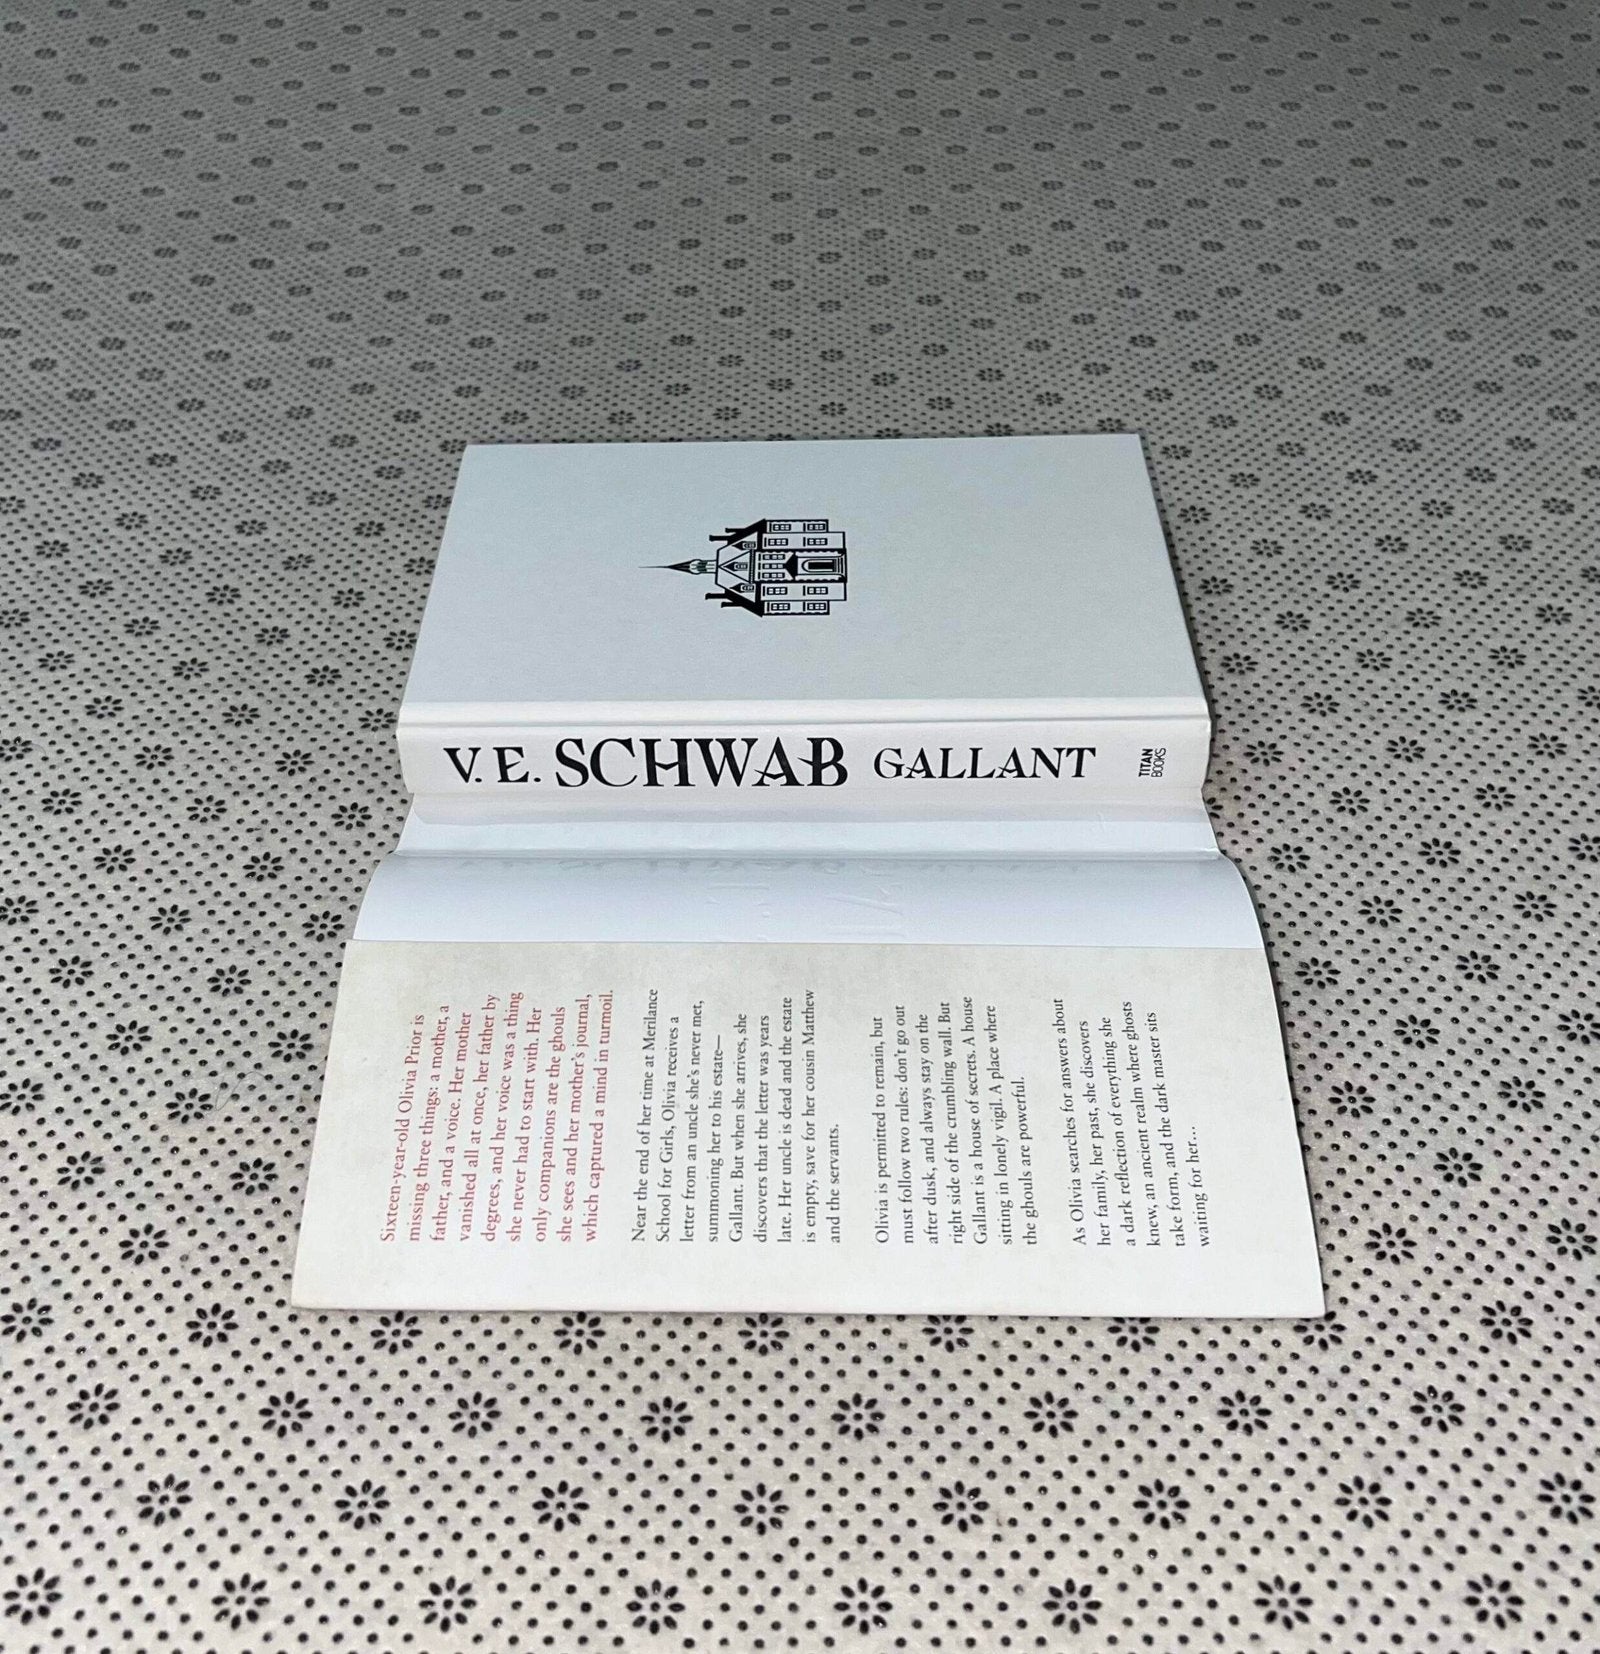 V. E. SCHWAB GALLANT
TITAN
BOOKS
Sixteen-year-old Olivia Prior is
missing three things: a mother, a
father, and a voice. Her mother
vanished all at once, her father by
degrees, and her voice was a thing
she never had to start with. Her
only companions are the ghouls
she sees and her mother's journal,
which captured a mind in turmoil.
Near the end of her time at Merilance
School for Girls, Olivia receives a
letter from an uncle she's never met,
summoning her to his estate—
Gallant. But when she arrives, she
discovers that the letter was years
late. Her uncle is dead and the estate
is empty, save for her cousin Matthew
and the servants.
Olivia is permitted to remain, but
must follow two rules: don't go out
after dusk, and always stay on the
right side of the crumbling wall. But
Gallant is a house of secrets. A house
sitting in lonely vigil. A place where
the ghouls are powerful.
As Olivia searches for answers about
her family, her past, she discovers
a dark reflection of everything she
knew, an ancient realm where ghosts
take form, and the dark master sits
waiting for her...